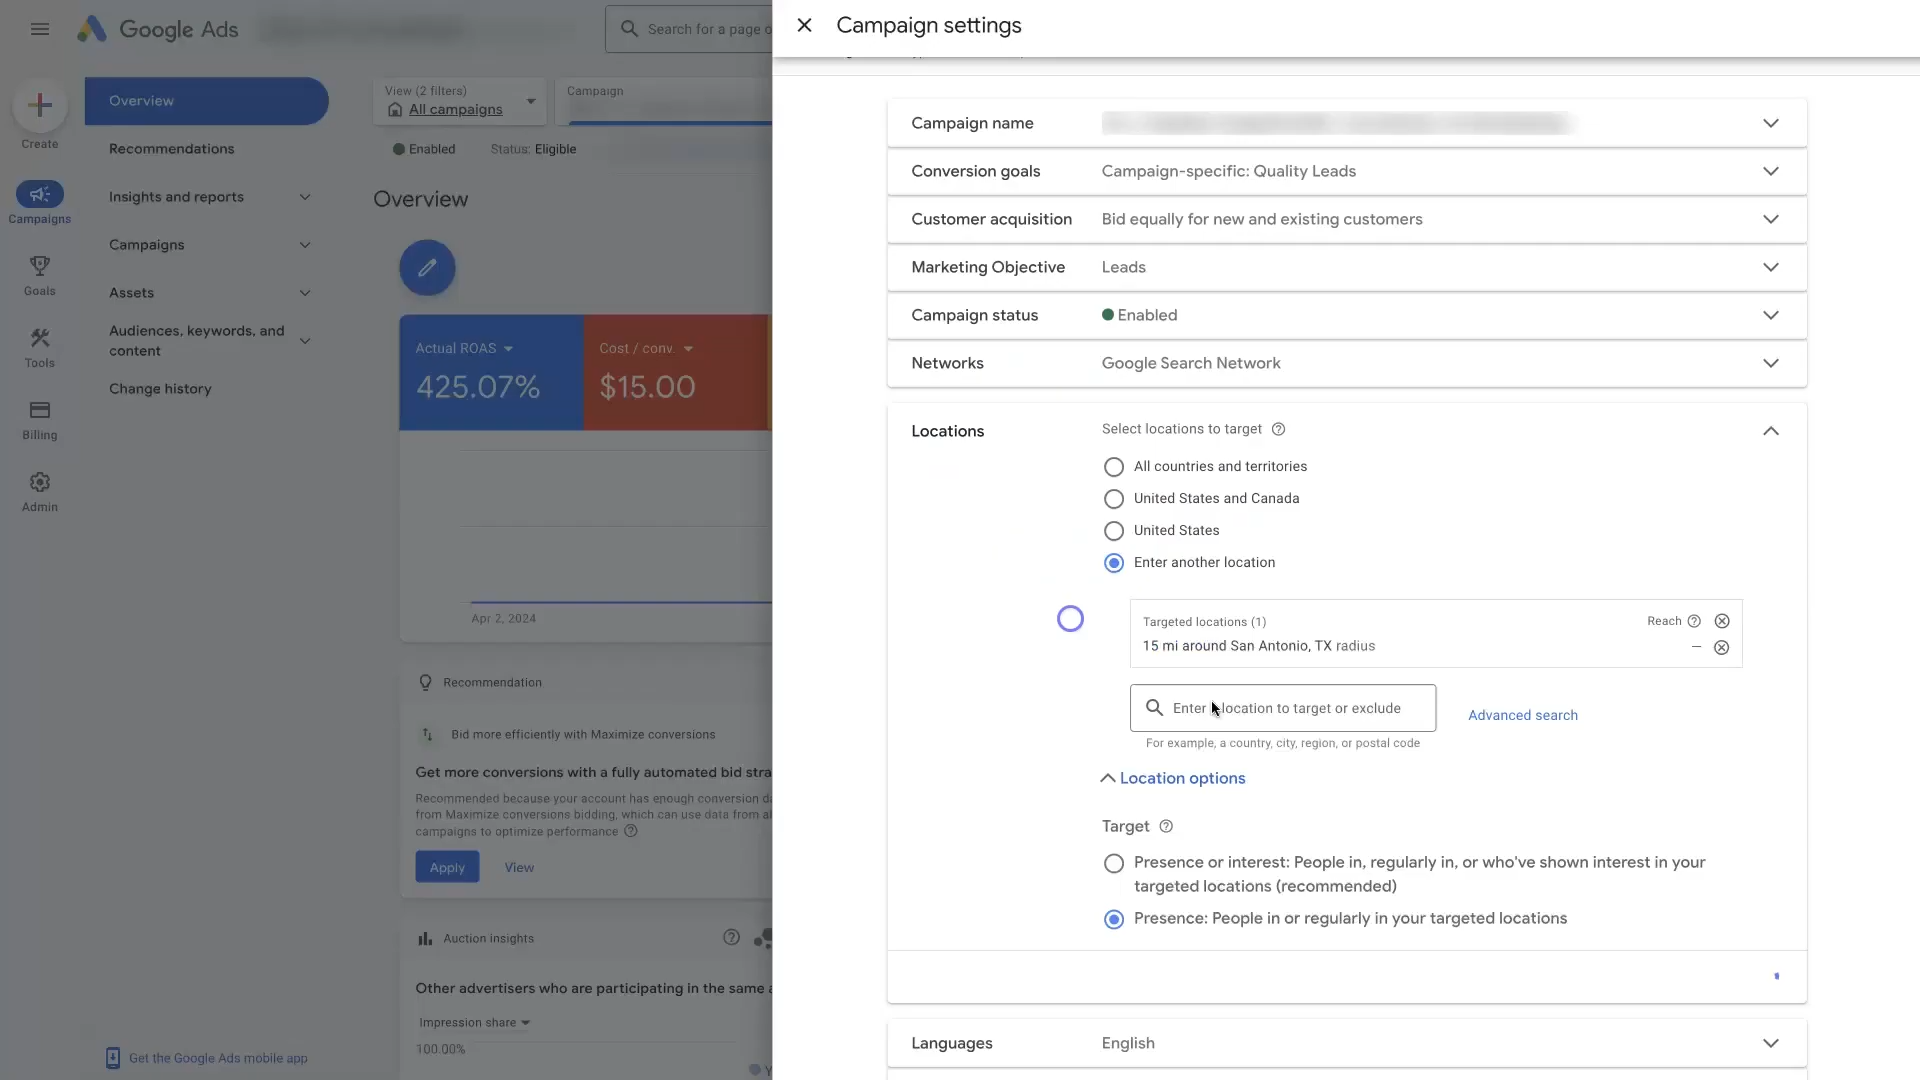 Google Ads
Search for a page o
Create
Campaigns
Goals
Tools
Billing
Admin
Overview
Recommendations
Insights and reports
Campaigns
Assets
Audiences, keywords, and
content
Change history
Get the Google Ads mobile app
View (2 filters)
All campaigns
Campaign
Enabled
Status: Eligible
Overview
Actual ROAS
425.07%
Cost / conv.
$15.00
Apr 2, 2024
Recommendation
Bid more efficiently with Maximize conversions
Get more conversions with a fully automated bid stra
Recommended because your account has enough conversion da
from Maximize conversions bidding, which can use data from al
campaigns to optimize performance
Apply
View
Auction insights
Other advertisers who are participating in the same a
Impression share
100.00%
Y
Campaign settings
Campaign name
Conversion goals
Campaign-specific: Quality Leads
Customer acquisition
Bid equally for new and existing customers
Marketing Objective
Leads
Campaign status
Enabled
Networks
Google Search Network
Locations
Select locations to target
All countries and territories
United States and Canada
United States
Enter another location
Targeted locations (1)
Reach
15 mi around San Antonio, TX radius
–
Enter location to target or exclude
Advanced search
For example, a country, city, region, or postal code
Location options
Target
Presence or interest: People in, regularly in, or who've shown interest in your
targeted locations (recommended)
Presence: People in or regularly in your targeted locations
Languages
English